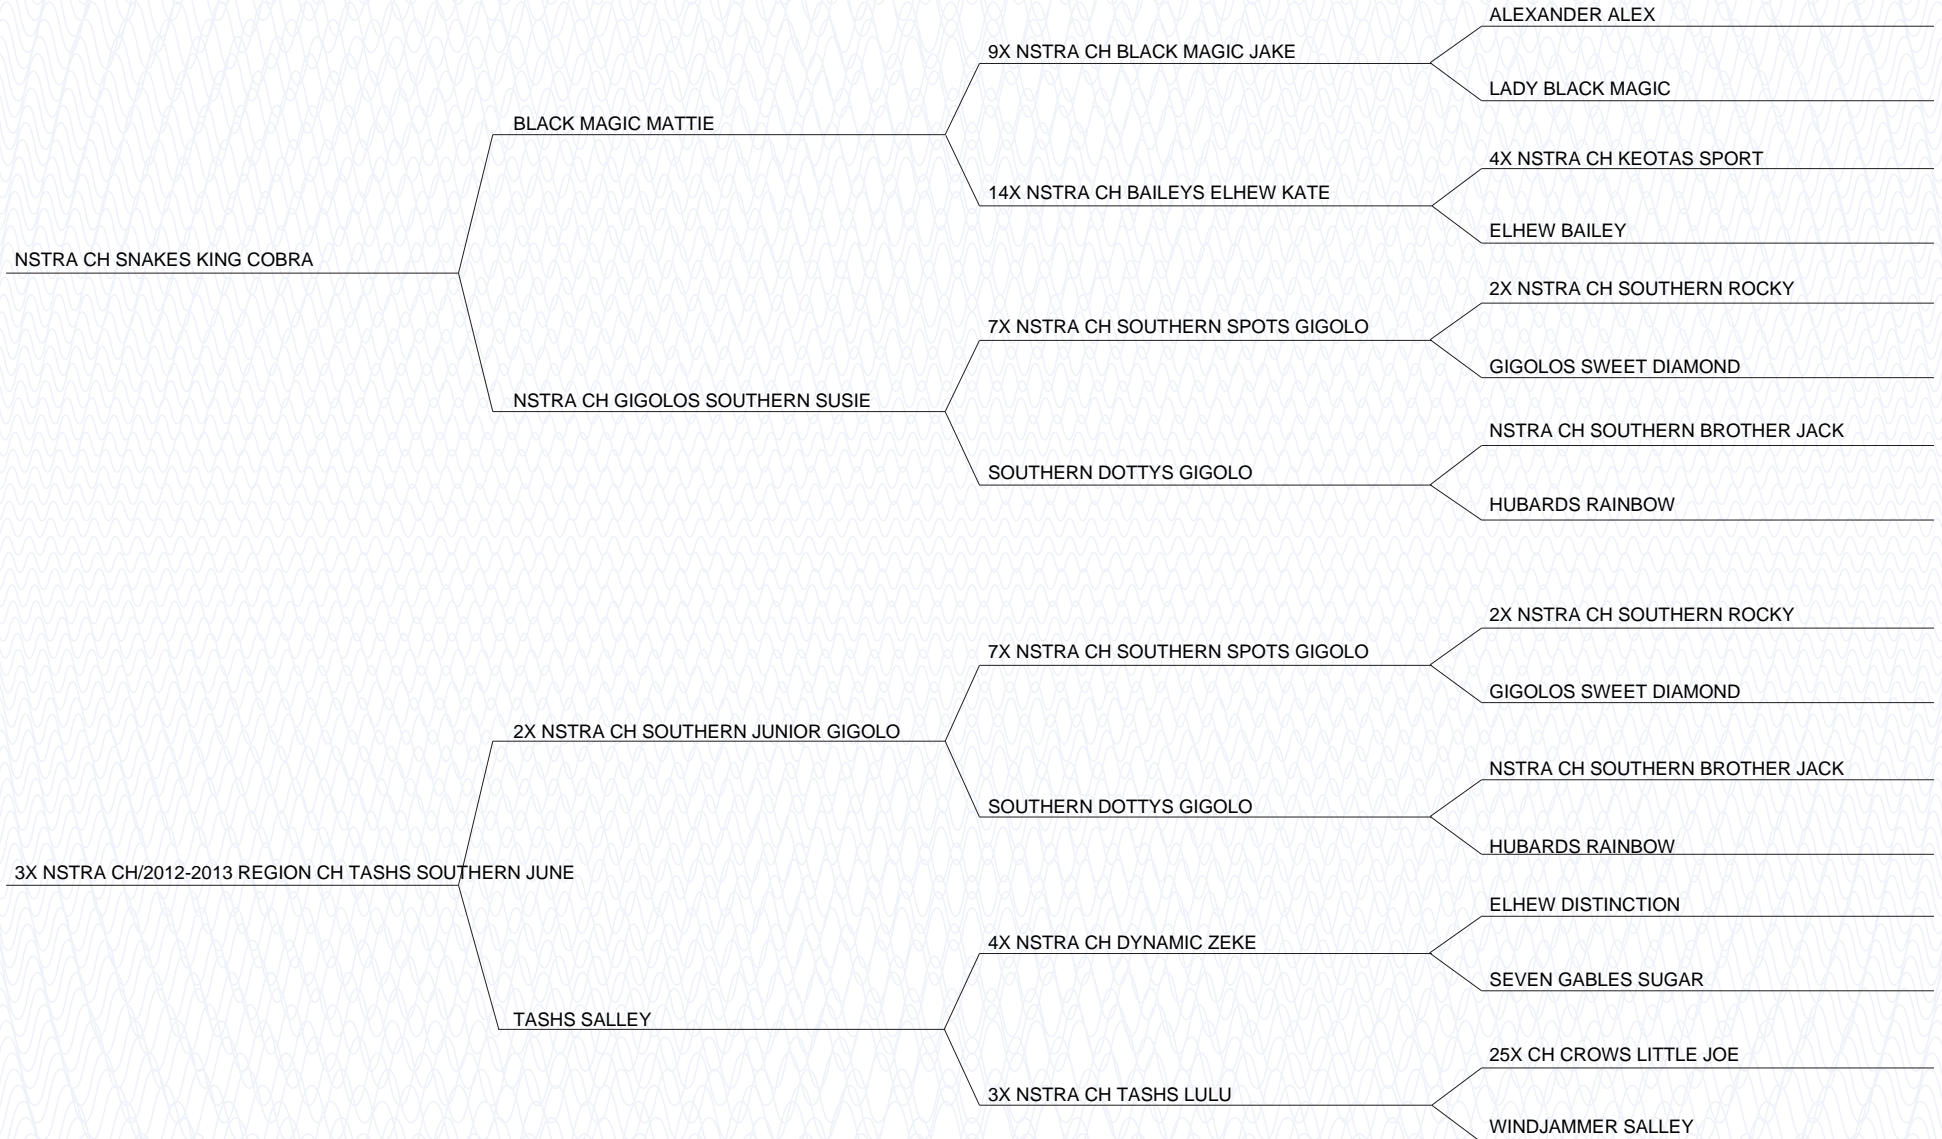 ALEXANDER ALEX
9X NSTRA CH BLACK MAGIC JAKE
LADY BLACK MAGIC
BLACK MAGIC MATTIE
4X NSTRA CH KEOTAS SPORT
14X NSTRA CH BAILEYS ELHEW KATE
ELHEW BAILEY
NSTRA CH SNAKES KING COBRA
2X NSTRA CH SOUTHERN ROCKY
7X NSTRA CH SOUTHERN SPOTS GIGOLO
GIGOLOS SWEET DIAMOND
NSTRA CH GIGOLOS SOUTHERN SUSIE
NSTRA CH SOUTHERN BROTHER JACK
SOUTHERN DOTTYS GIGOLO
HUBARDS RAINBOW
2X NSTRA CH SOUTHERN ROCKY
7X NSTRA CH SOUTHERN SPOTS GIGOLO
GIGOLOS SWEET DIAMOND
2X NSTRA CH SOUTHERN JUNIOR GIGOLO
NSTRA CH SOUTHERN BROTHER JACK
SOUTHERN DOTTYS GIGOLO
HUBARDS RAINBOW
3X NSTRA CH/2012-2013 REGION CH TASHS SOUTHERN JUNE
ELHEW DISTINCTION
4X NSTRA CH DYNAMIC ZEKE
SEVEN GABLES SUGAR
TASHS SALLEY
25X CH CROWS LITTLE JOE
3X NSTRA CH TASHS LULU
WINDJAMMER SALLEY